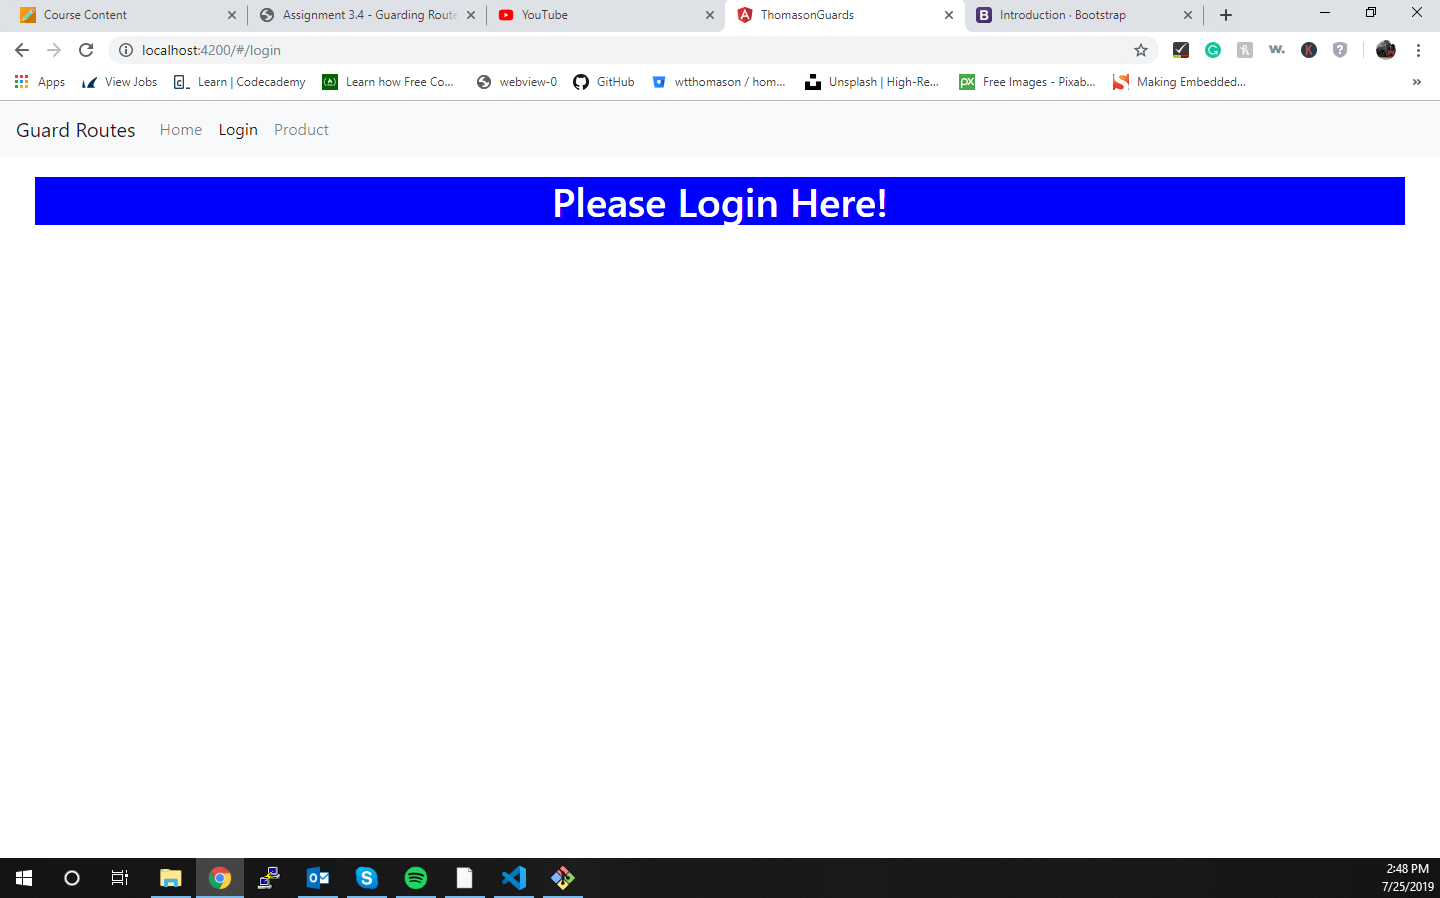 Course Content
Assignment 3.4 - Guarding Route
YouTube
ThomasonGuards
Introduction · Bootstrap
localhost:4200/#/login
Apps
View Jobs
Learn | Codecademy
Learn how Free Co...
webview-0
GitHub
wtthomason / hom...
Unsplash | High-Re...
Free Images - Pixab...
Making Embedded...
»
Guard Routes Home Login Product
Please Login Here!
2:48 PM
7/25/2019